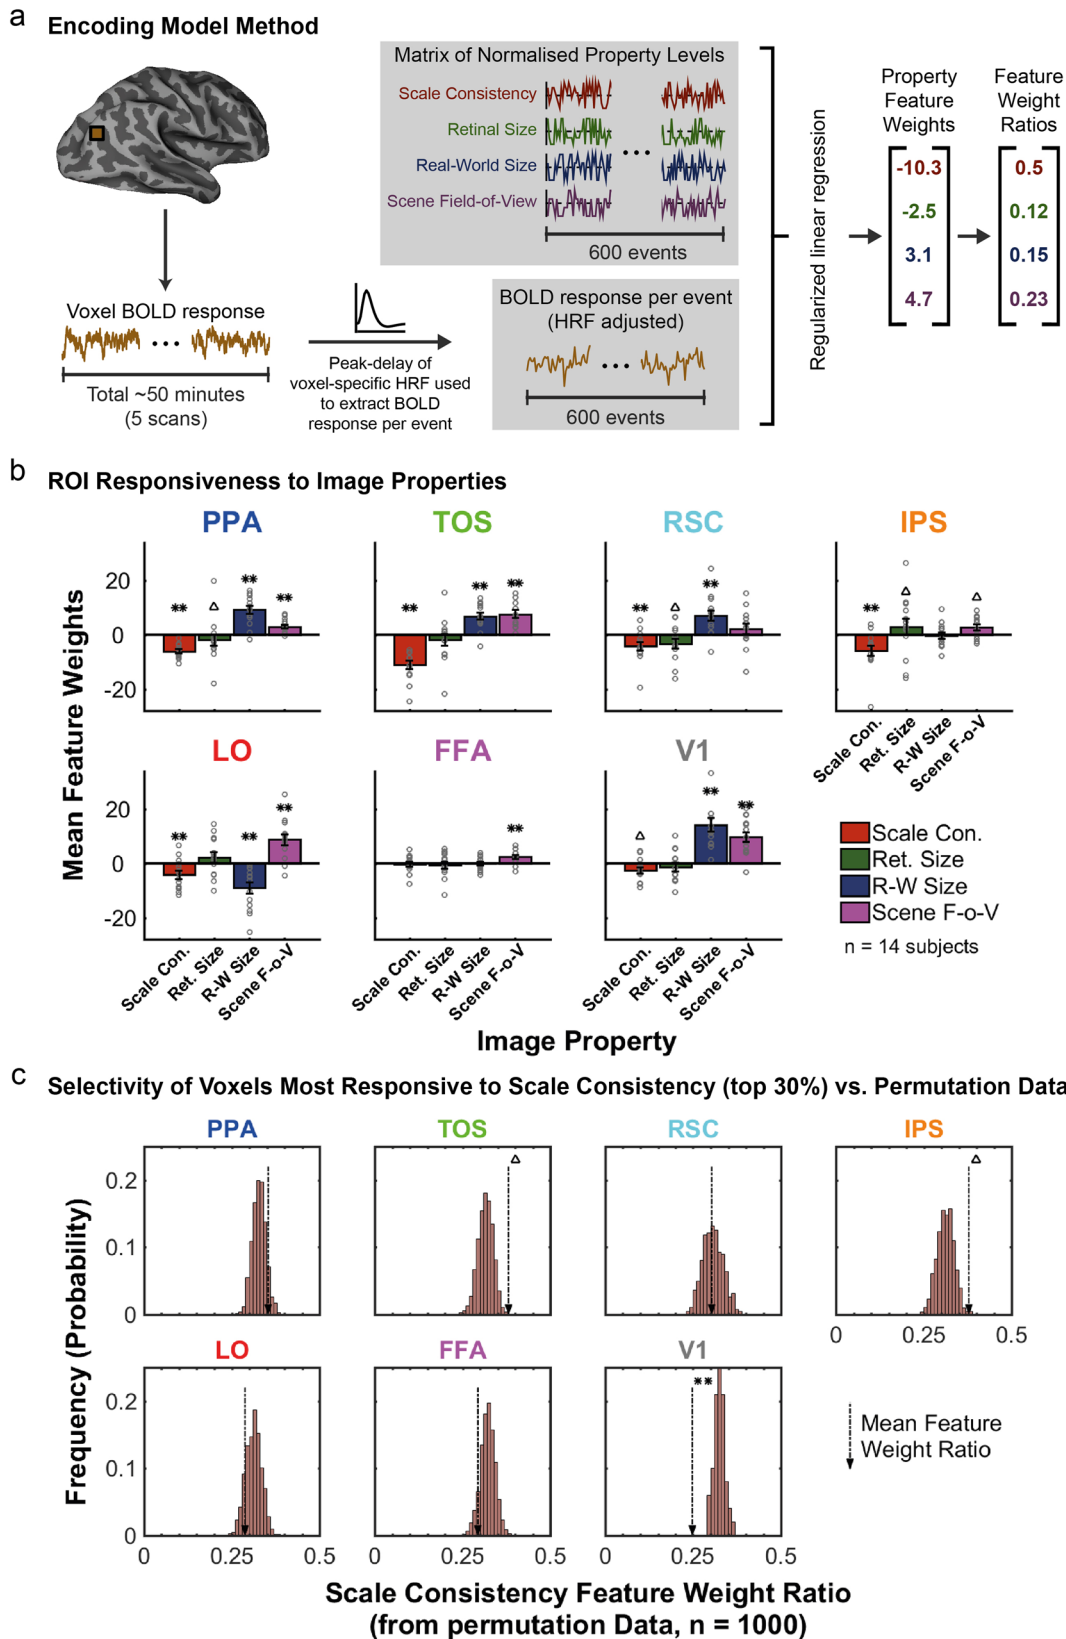 a
Encoding Model Method
Matrix of Normalised Property Levels
Scale Consistency
Retinal Size
Real-World Size
Scene Field-of-View
600 events
Voxel BOLD response
Total ~50 minutes
(5 scans)
Peak-delay of
voxel-specific HRF used
to extract BOLD
response per event
BOLD response per event
(HRF adjusted)
600 events
Regularized linear regression
Property
Feature
Weights
-10.3
-2.5
3.1
4.7
Feature
Weight
Ratios
0.5
0.12
0.15
0.23
b
ROI Responsiveness to Image Properties
PPA
TOS
RSC
IPS
20
0
-20
** Δ ** **
** ** **
** Δ **
** Δ Δ
Scale Con.
Ret. Size
R-W Size
Scene F-o-V
Mean Feature Weights
LO
FFA
V1
20
0
-20
** ** **
**
Δ ** **
Scale Con.
Ret. Size
R-W Size
Scene F-o-V
Scale Con.
Ret. Size
R-W Size
Scene F-o-V
Scale Con.
Ret. Size
R-W Size
Scene F-o-V
Scale Con.
Ret. Size
R-W Size
Scene F-o-V
n = 14 subjects
Image Property
c
Selectivity of Voxels Most Responsive to Scale Consistency (top 30%) vs. Permutation Data
PPA
TOS
RSC
IPS
0.2
0.1
0
Δ
Δ
0 0.25 0.5
Frequency (Probability)
LO
FFA
V1
0.2
0.1
0
**
0 0.25 0.5
0 0.25 0.5
0 0.25 0.5
Mean Feature
Weight Ratio
Scale Consistency Feature Weight Ratio
(from permutation Data, n = 1000)